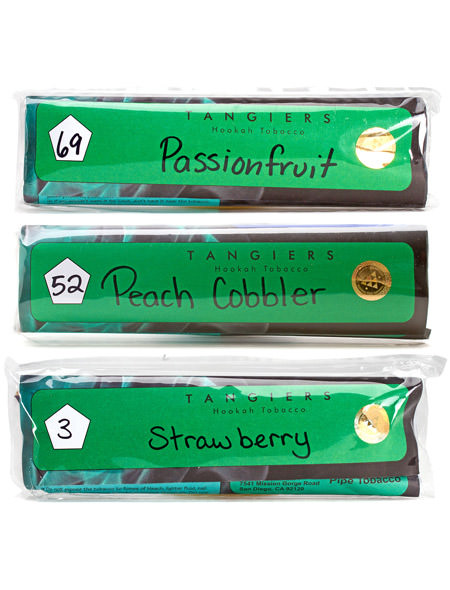 TANGIERS
Hookah Tobacco
69
Passionfruit
TANGIERS
Hookah Tobacco
52
Peach Cobbler
TANGIERS
Hookah Tobacco
3
Strawberry
7541 Mission Gorge Road
San Diego, CA 92120
Pipe Tobacco